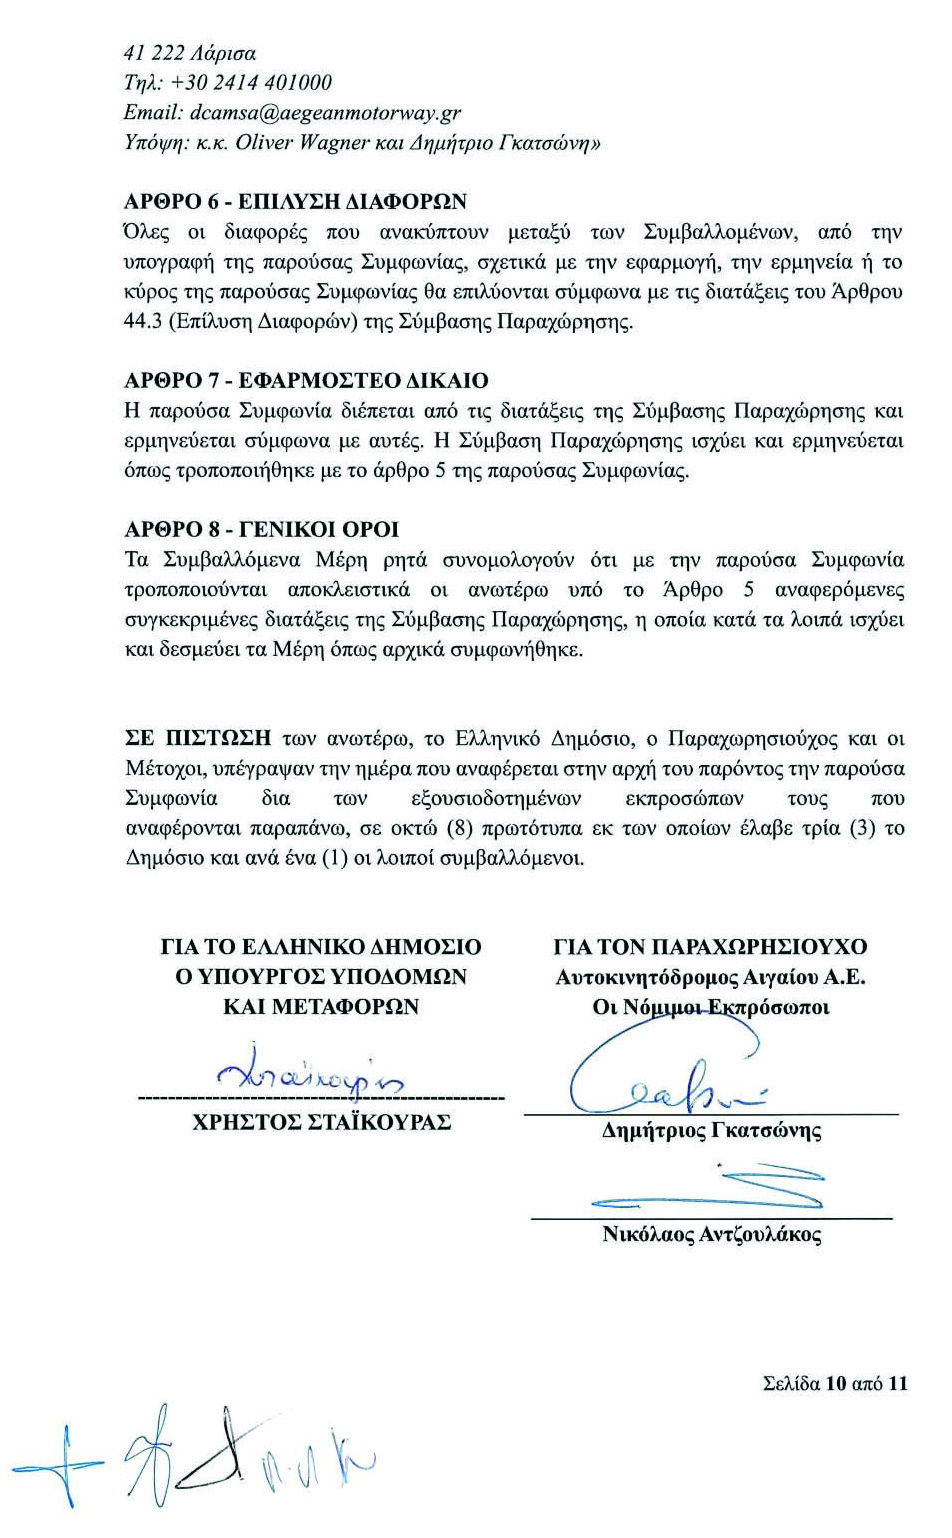 41 222 Λάρισα
Τηλ: +30 2414 401000
Email: dcamsa@aegeanmotorway.gr
Υπόψη: κ.κ. Oliver Wagner και Δημήτριο Γκατσώνη»
ΑΡΘΡΟ 6 - ΕΠΙΛΥΣΗ ΔΙΑΦΟΡΩΝ
Όλες οι διαφορές που ανακύπτουν μεταξύ των Συμβαλλομένων, από την
υπογραφή της παρούσας Συμφωνίας, σχετικά με την εφαρμογή, την ερμηνεία ή το
κύρος της παρούσας Συμφωνίας θα επιλύονται σύμφωνα με τις διατάξεις του Άρθρου
44.3 (Επίλυση Διαφορών) της Σύμβασης Παραχώρησης.
ΑΡΘΡΟ 7 - ΕΦΑΡΜΟΣΤΕΟ ΔΙΚΑΙΟ
Η παρούσα Συμφωνία διέπεται από τις διατάξεις της Σύμβασης Παραχώρησης και
ερμηνεύεται σύμφωνα με αυτές. Η Σύμβαση Παραχώρησης ισχύει και ερμηνεύεται
όπως τροποποιήθηκε με το άρθρο 5 της παρούσας Συμφωνίας.
ΑΡΘΡΟ 8 - ΓΕΝΙΚΟΙ ΟΡΟΙ
Τα Συμβαλλόμενα Μέρη ρητά συνομολογούν ότι με την παρούσα Συμφωνία
τροποποιούνται αποκλειστικά οι ανωτέρω υπό το Άρθρο 5 αναφερόμενες
συγκεκριμένες διατάξεις της Σύμβασης Παραχώρησης, η οποία κατά τα λοιπά ισχύει
και δεσμεύει τα Μέρη όπως αρχικά συμφωνήθηκε.
ΣΕ ΠΙΣΤΩΣΗ των ανωτέρω, το Ελληνικό Δημόσιο, ο Παραχωρησιούχος και οι
Μέτοχοι, υπέγραψαν την ημέρα που αναφέρεται στην αρχή του παρόντος την παρούσα
Συμφωνία δια των εξουσιοδοτημένων εκπροσώπων τους που
αναφέρονται παραπάνω, σε οκτώ (8) πρωτότυπα εκ των οποίων έλαβε τρία (3) το
Δημόσιο και ανά ένα (1) οι λοιποί συμβαλλόμενοι.
ΓΙΑ ΤΟ ΕΛΛΗΝΙΚΟ ΔΗΜΟΣΙΟ
Ο ΥΠΟΥΡΓΟΣ ΥΠΟΔΟΜΩΝ
ΚΑΙ ΜΕΤΑΦΟΡΩΝ
ΧΡΗΣΤΟΣ ΣΤΑΪΚΟΥΡΑΣ
ΓΙΑ ΤΟΝ ΠΑΡΑΧΩΡΗΣΙΟΥΧΟ
Αυτοκινητόδρομος Αιγαίου Α.Ε.
Οι Νόμιμοι Εκπρόσωποι
Δημήτριος Γκατσώνης
Νικόλαος Αντζουλάκος
Σελίδα 10 από 11